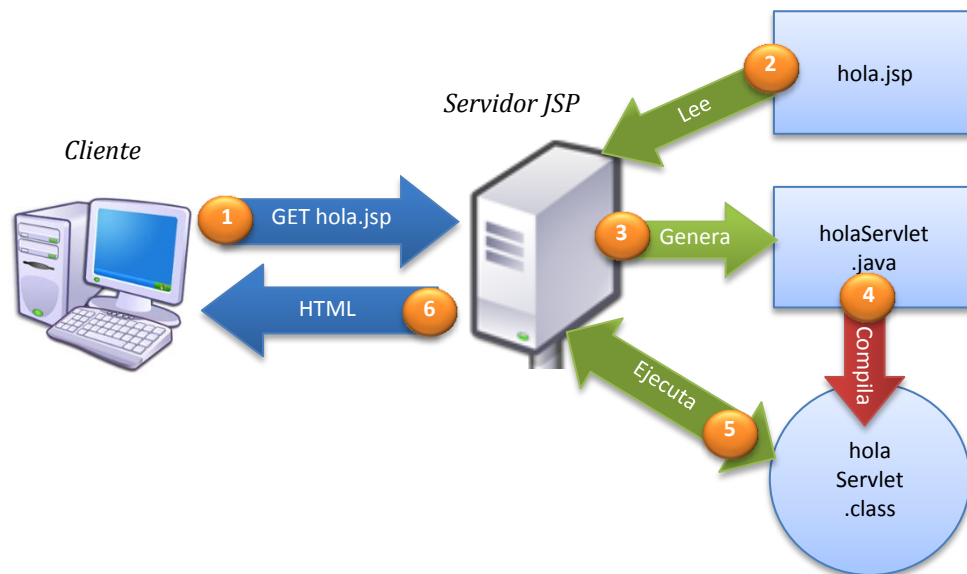 Cliente
Servidor JSP
1
GET hola.jsp
2
Lee
hola.jsp
3
Genera
holaServlet
.java
4
Compila
5
Ejecuta
hola
Servlet
.class
HTML
6